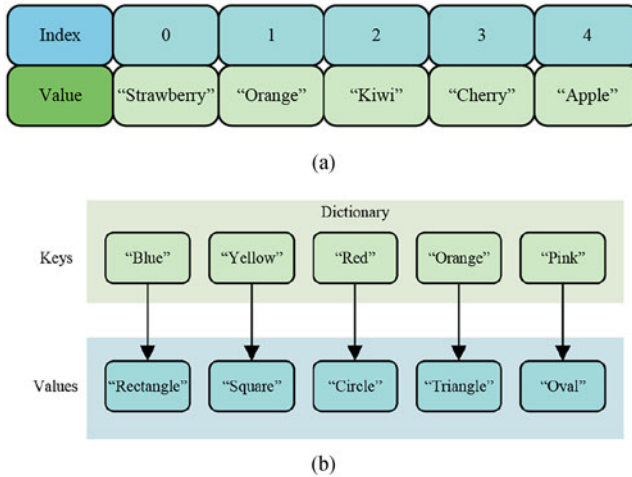 Index 0 1 2 3 4
Value “Strawberry” “Orange” “Kiwi” “Cherry” “Apple”
(a)
Dictionary
Keys “Blue” “Yellow” “Red” “Orange” “Pink”
Values “Rectangle” “Square” “Circle” “Triangle” “Oval”
(b)